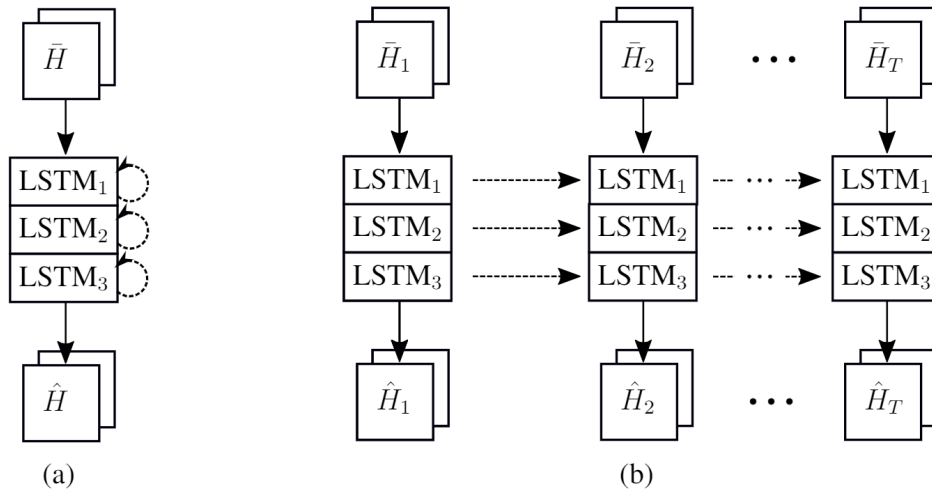 H̄ H̄₁ H̄₂ ••• H̄_T
LSTM₁ LSTM₁ LSTM₁ ··· LSTM₁
LSTM₂ LSTM₂ LSTM₂ ··· LSTM₂
LSTM₃ LSTM₃ LSTM₃ ··· LSTM₃
Ĥ Ĥ₁ Ĥ₂ ••• Ĥ_T
(a) (b)